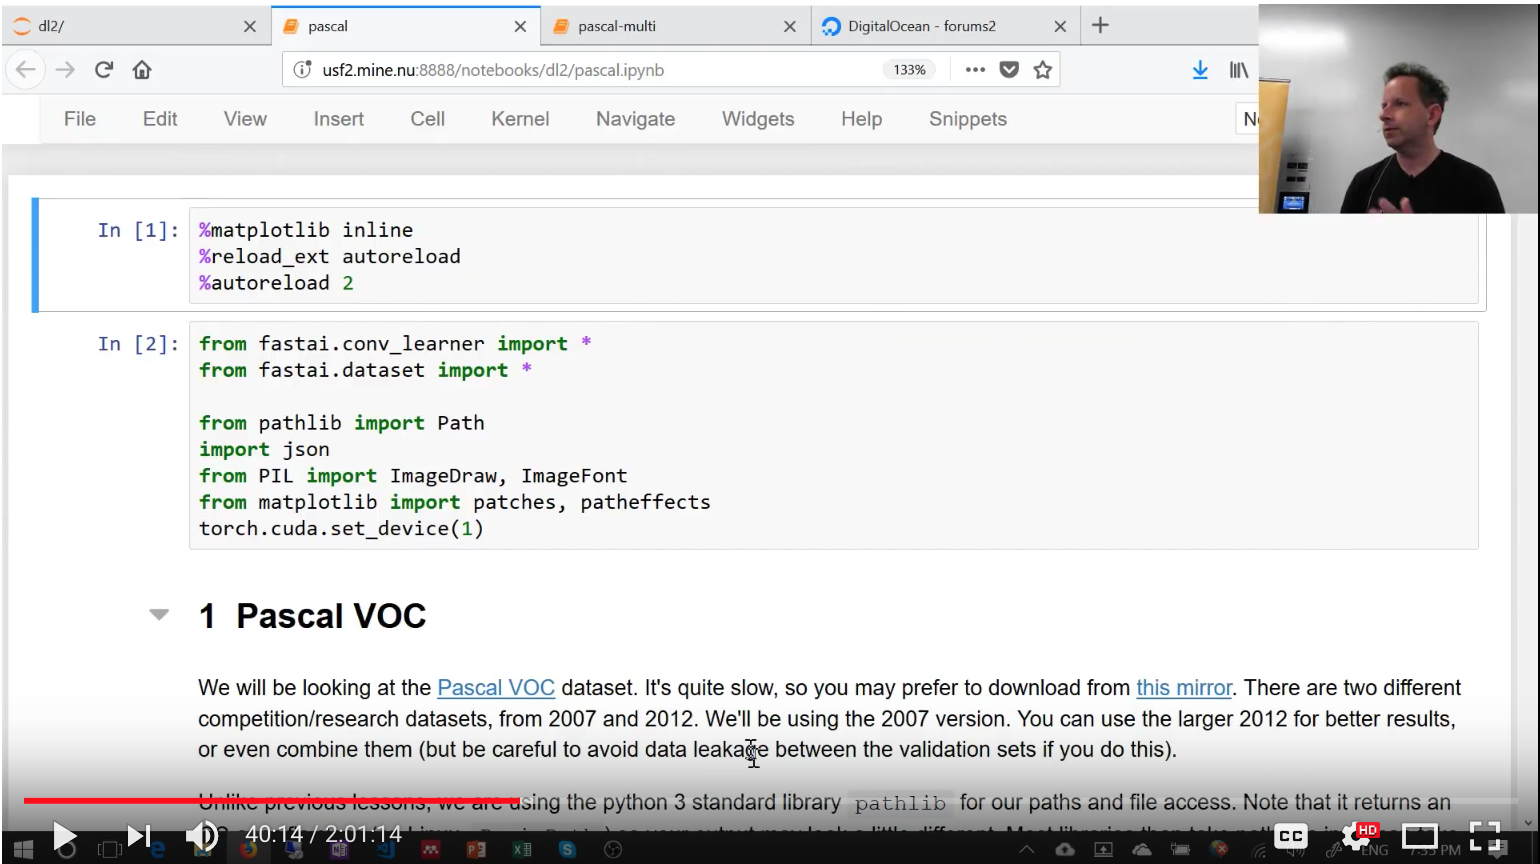 dl2/
pascal
pascal-multi
DigitalOcean - forums2
usf2.mine.nu:8888/notebooks/dl2/pascal.ipynb
133%
File Edit View Insert Cell Kernel Navigate Widgets Help Snippets
In [1]:
%matplotlib inline
%reload_ext autoreload
%autoreload 2
In [2]:
from fastai.conv_learner import *
from fastai.dataset import *
from pathlib import Path
import json
from PIL import ImageDraw, ImageFont
from matplotlib import patches, patheffects
torch.cuda.set_device(1)
1 Pascal VOC
We will be looking at the Pascal VOC dataset. It's quite slow, so you may prefer to download from this mirror. There are two different
competition/research datasets, from 2007 and 2012. We'll be using the 2007 version. You can use the larger 2012 for better results,
or even combine them (but be careful to avoid data leakage between the validation sets if you do this).
Unlike previous lessons, we are using the python 3 standard library pathlib for our paths and file access. Note that it returns an
40:14 / 2:01:14
CC
HD
ENG
7:35 PM